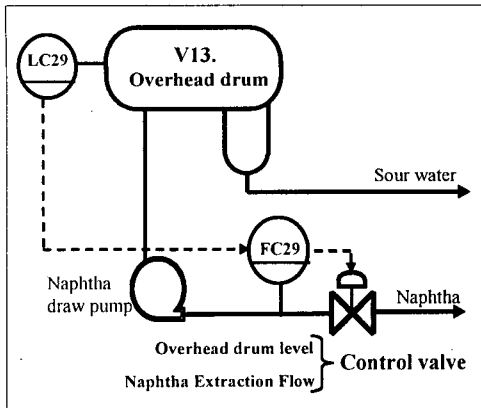 LC29
V13.
Overhead drum
Sour water
FC29
Naphtha
draw pump
Naphtha
Overhead drum level
Naphtha Extraction Flow
Control valve